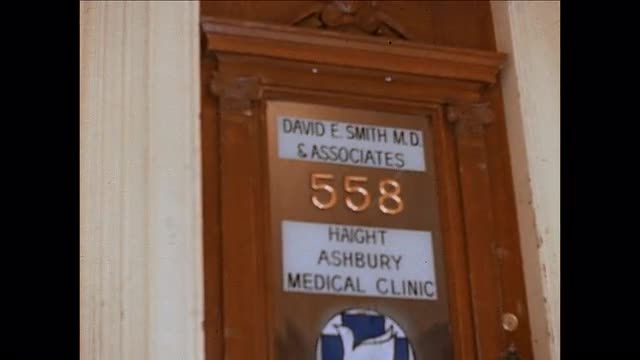 DAVID E. SMITH M.D.
& ASSOCIATES
558
HAIGHT
ASHBURY
MEDICAL CLINIC